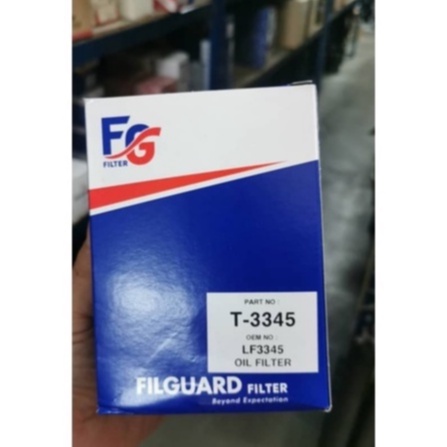 FG
FILTER
PART NO :
T-3345
OEM NO :
LF3345
OIL FILTER
FILGUARD FILTER
Beyond Expectation